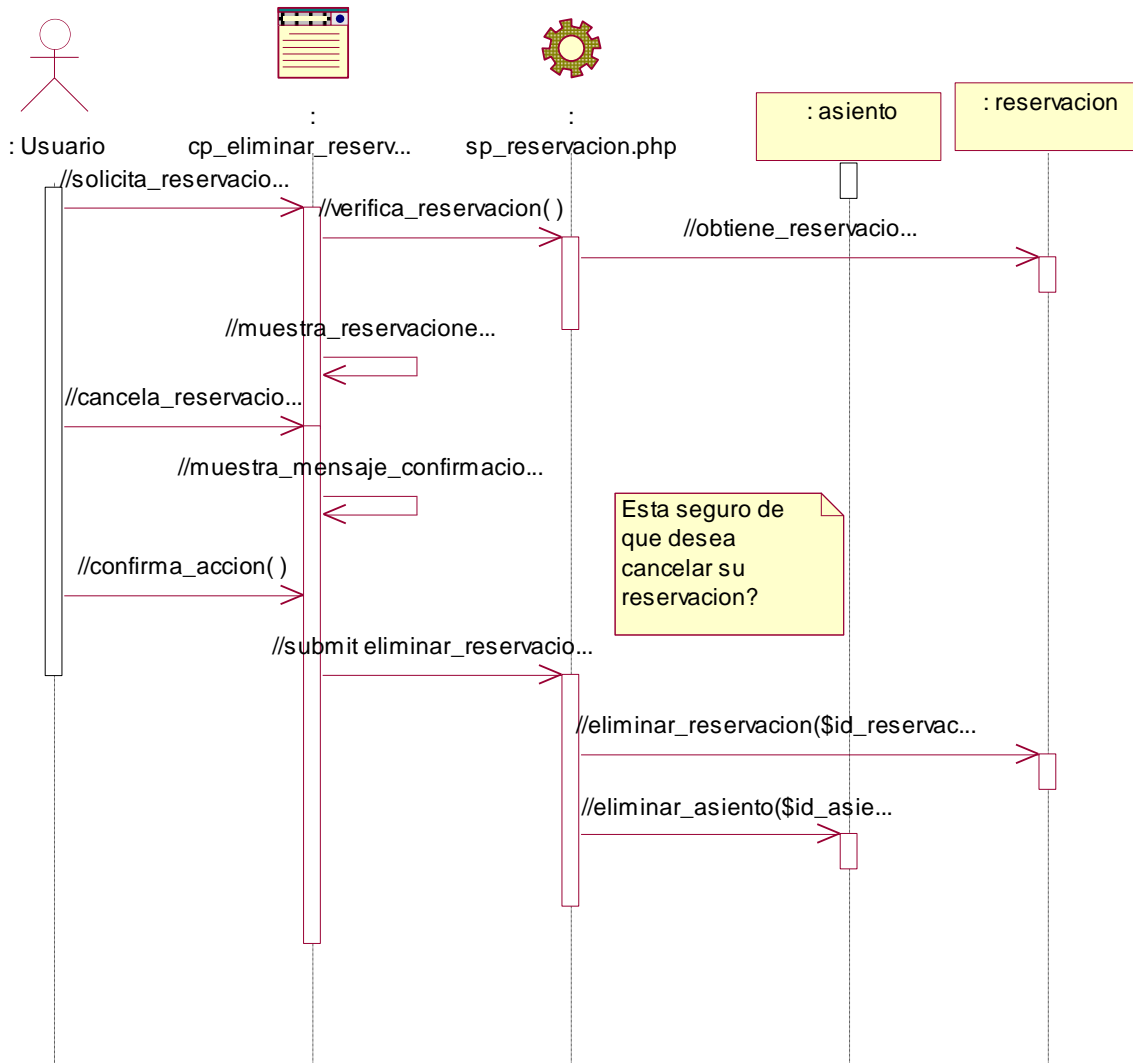 : Usuario
:
cp_eliminar_reserv...
:
sp_reservacion.php
: asiento
: reservacion
//solicita_reservacio...
//verifica_reservacion( )
//obtiene_reservacio...
//muestra_reservacione...
//cancela_reservacio...
//muestra_mensaje_confirmacio...
Esta seguro de
que desea
cancelar su
reservacion?
//confirma_accion( )
//submit eliminar_reservacio...
//eliminar_reservacion($id_reservac...
//eliminar_asiento($id_asie...